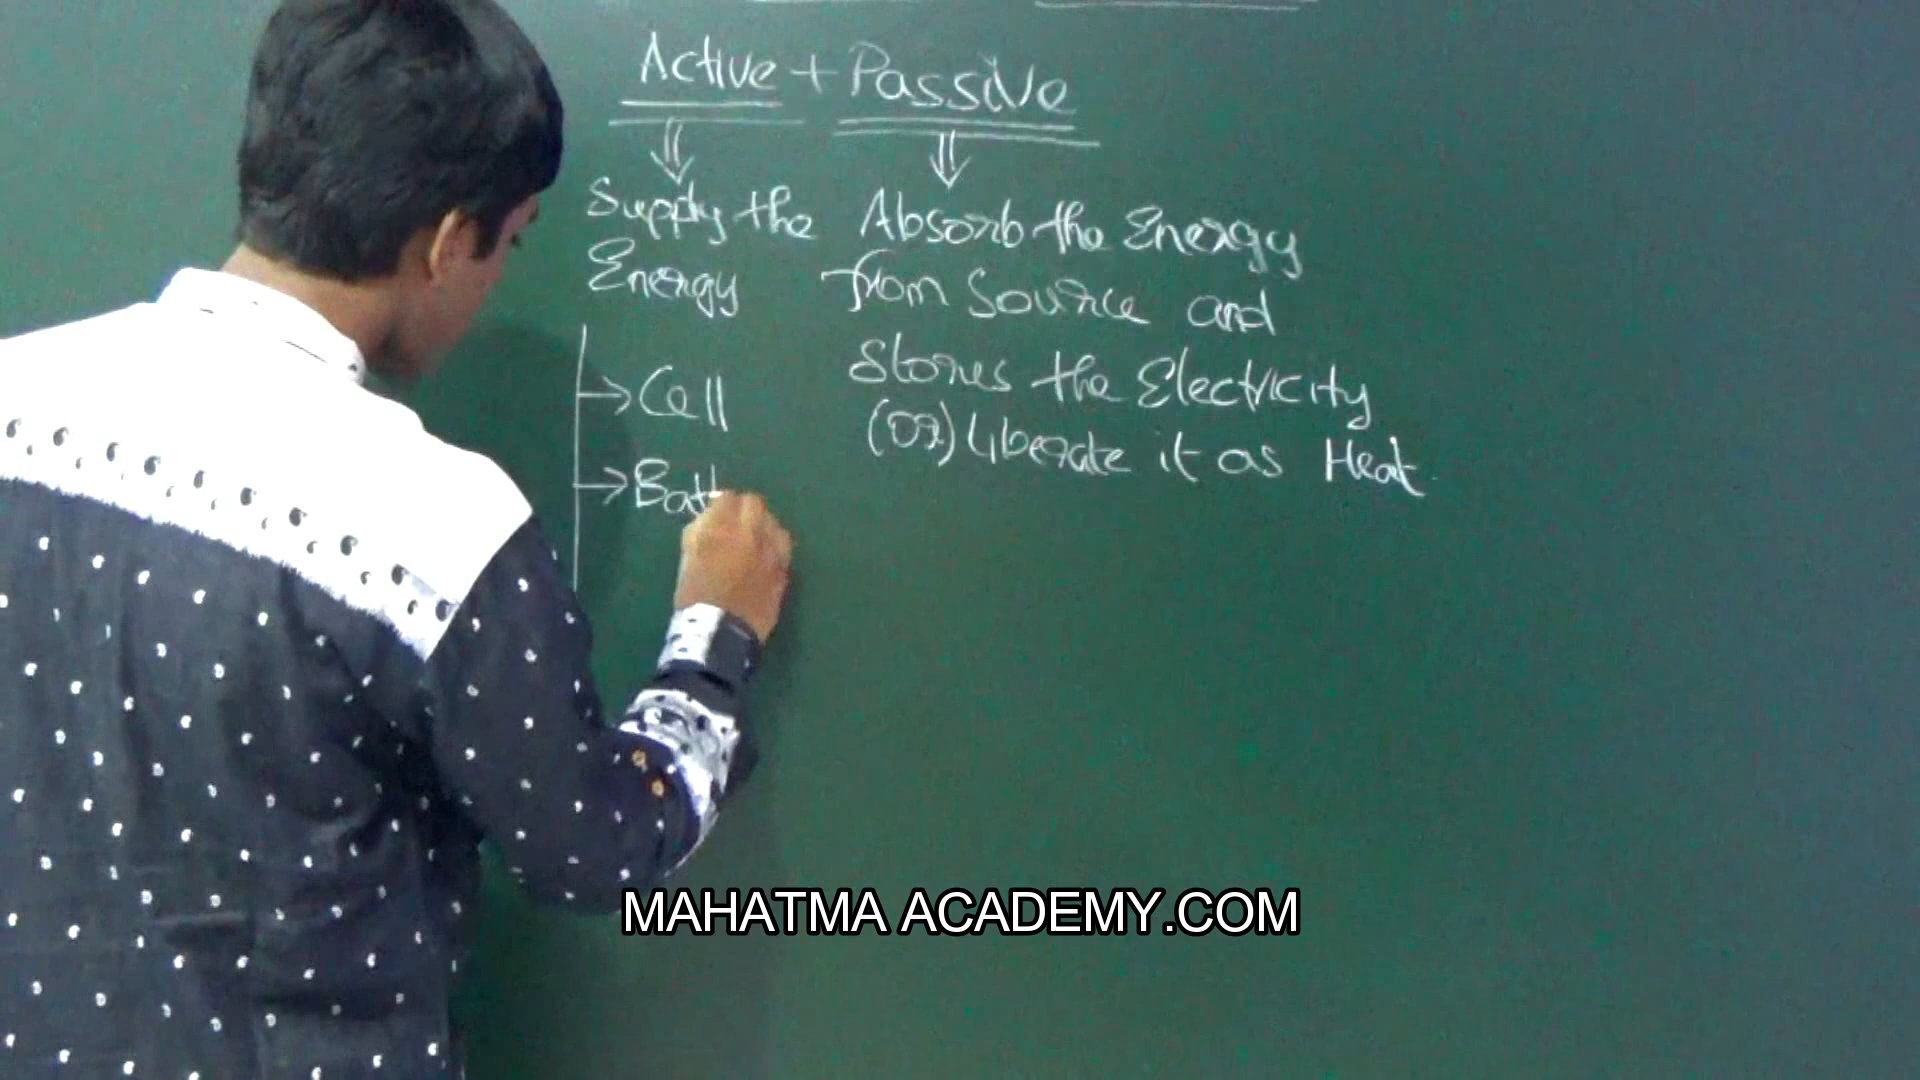 Active + Passive
Supply the
Energy
Absorb the Energy
from Source and
Stores the Electricity
(or) Liberate it as Heat.
Cell
Batt
MAHATMA ACADEMY.COM